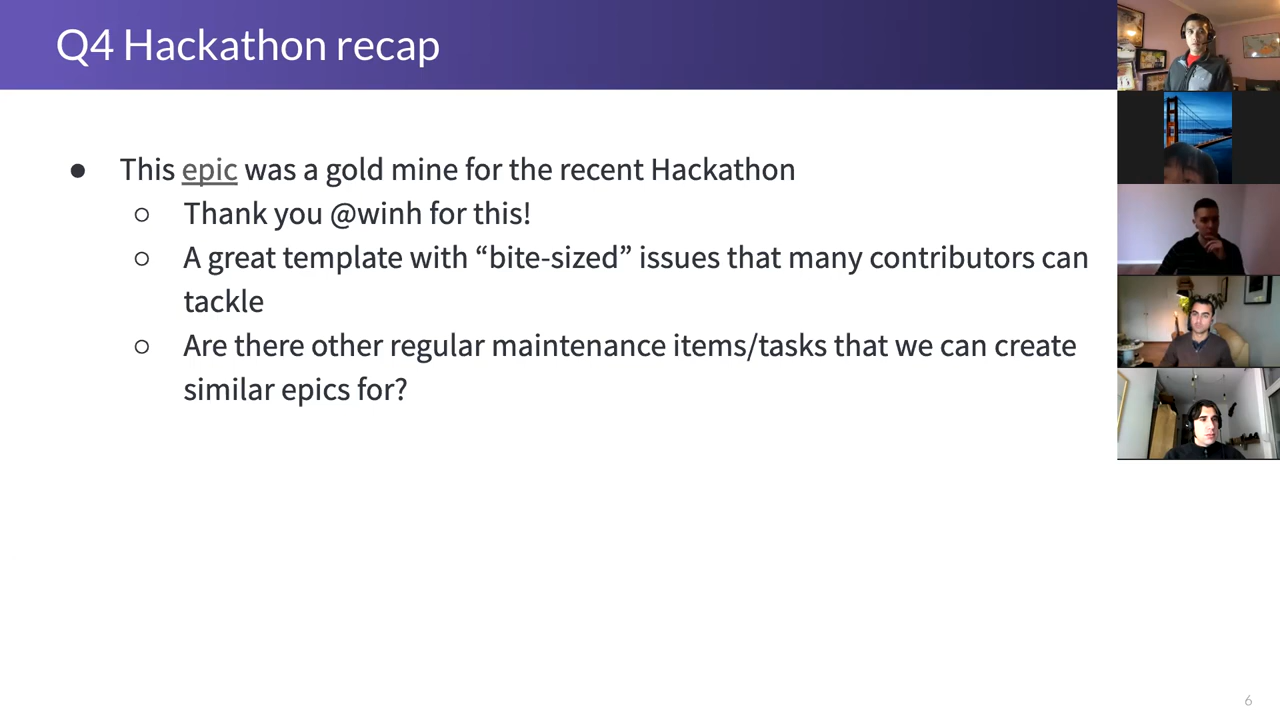 Q4 Hackathon recap
● This epic was a gold mine for the recent Hackathon
○ Thank you @winh for this!
○ A great template with “bite-sized” issues that many contributors can
tackle
○ Are there other regular maintenance items/tasks that we can create
similar epics for?
6